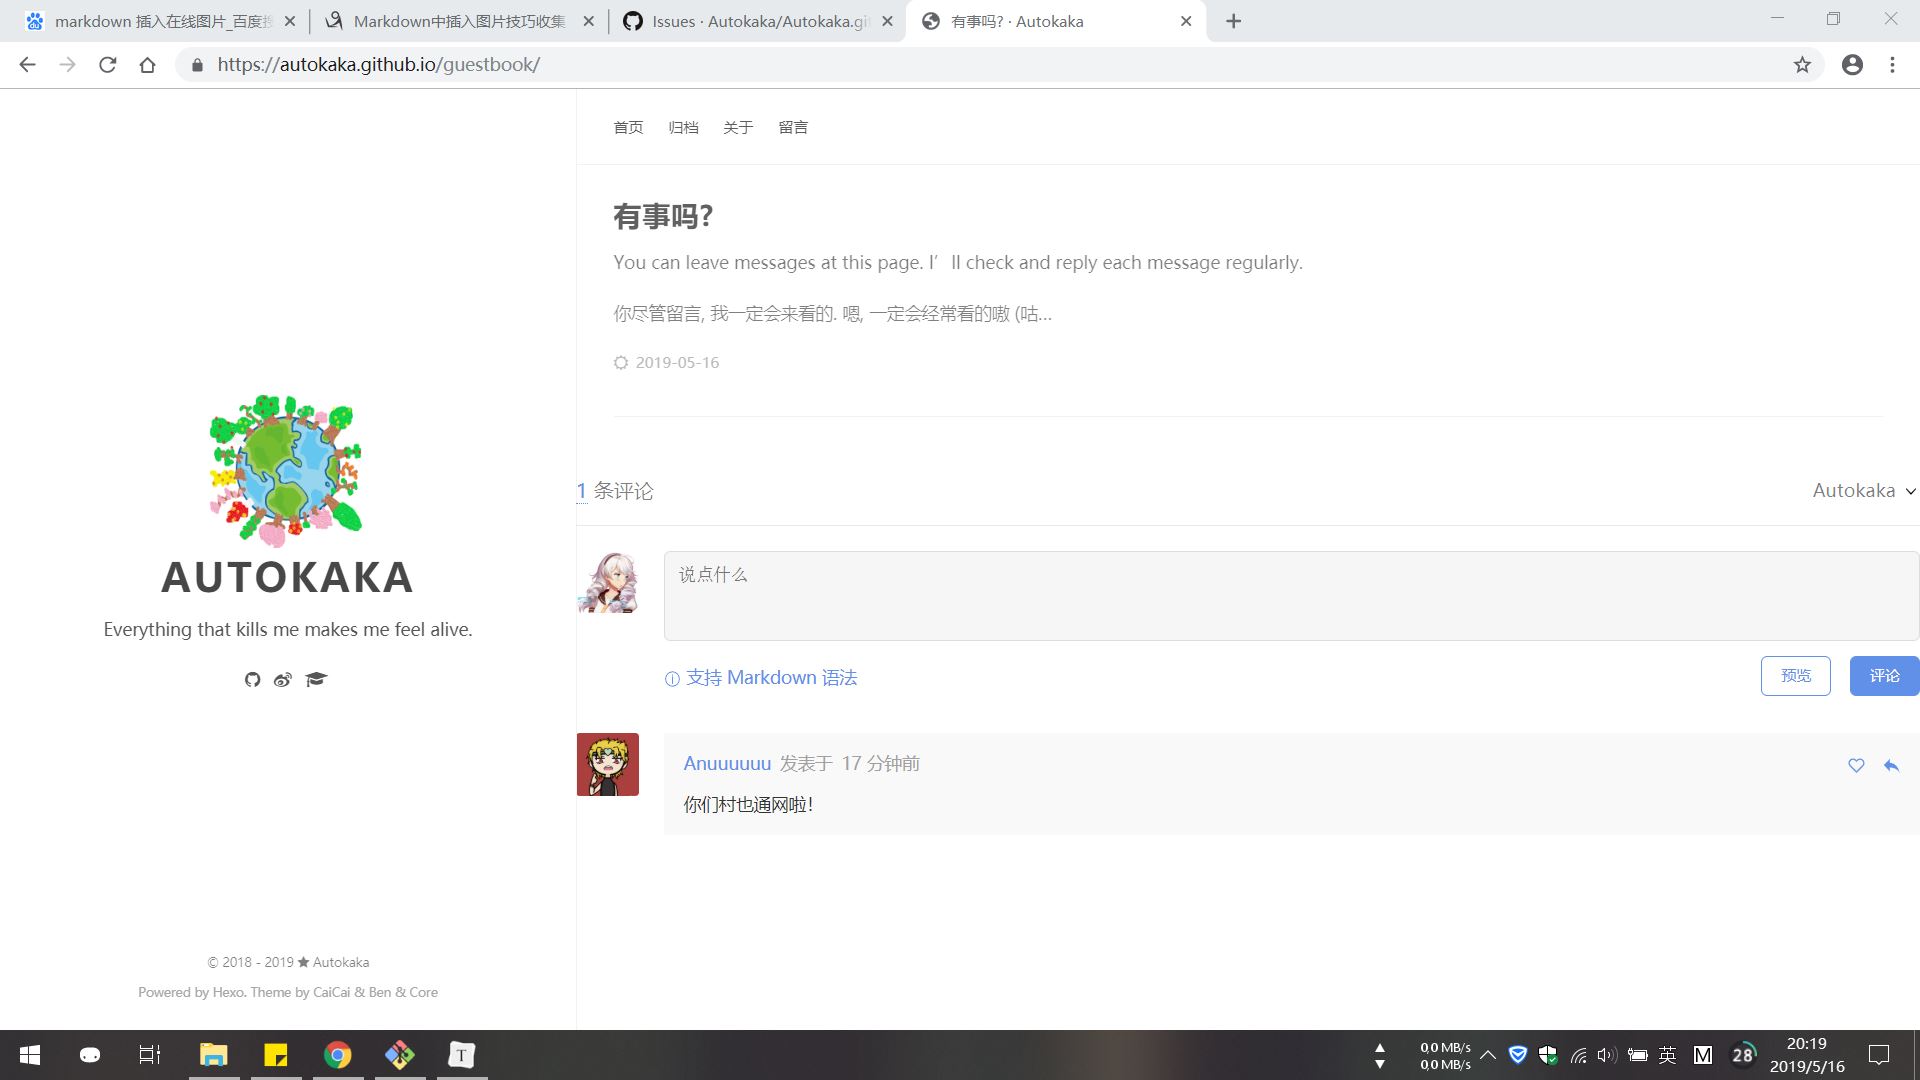 markdown 插入在线图片_百度搜
Markdown中插入图片技巧收集
Issues · Autokaka/Autokaka.git
有事吗? · Autokaka
https://autokaka.github.io/guestbook/
首页 归档 关于 留言
有事吗?
You can leave messages at this page. I’ll check and reply each message regularly.
你尽管留言, 我一定会来看的. 嗯, 一定会经常看的嗷 (咕...
2019-05-16
AUTOKAKA
Everything that kills me makes me feel alive.
© 2018 - 2019 ★ Autokaka
Powered by Hexo. Theme by CaiCai & Ben & Core
1 条评论
Autokaka
说点什么
支持 Markdown 语法
预览
评论
Anuuuuuu 发表于 17 分钟前
你们村也通网啦!
T
0.0 MB/s
0.0 MB/s
英
M
28
20:19
2019/5/16